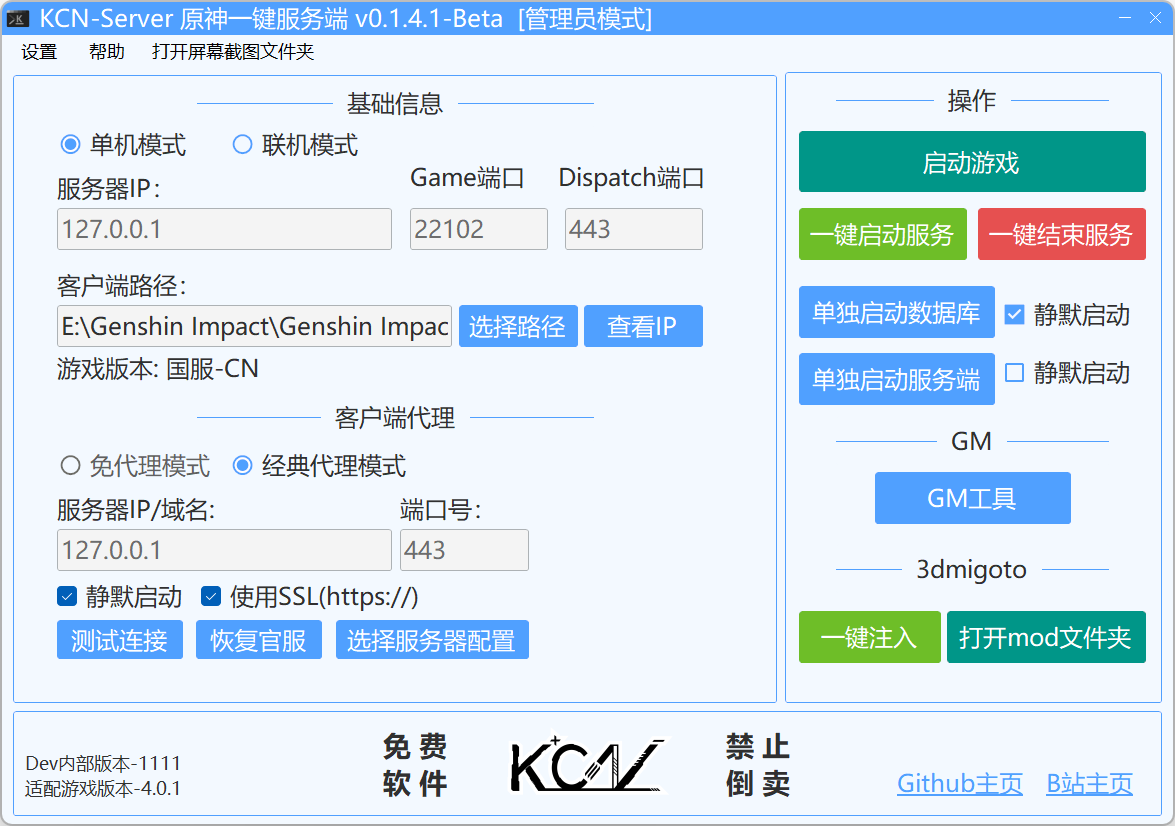 KCN-Server 原神一键服务端 v0.1.4.1-Beta [管理员模式]
设置 帮助 打开屏幕截图文件夹
基础信息
单机模式 联机模式
服务器IP: Game端口 Dispatch端口
127.0.0.1 22102 443
客户端路径:
E:\Genshin Impact\Genshin Impac 选择路径 查看IP
游戏版本: 国服-CN
客户端代理
免代理模式 经典代理模式
服务器IP/域名: 端口号:
127.0.0.1 443
静默启动 使用SSL(https://)
测试连接 恢复官服 选择服务器配置
操作
启动游戏
一键启动服务 一键结束服务
单独启动数据库 静默启动
单独启动服务端 静默启动
GM
GM工具
3dmigoto
一键注入 打开mod文件夹
Dev内部版本-1111
适配游戏版本-4.0.1
免费
软件
KCN
禁止
倒卖
Github主页 B站主页